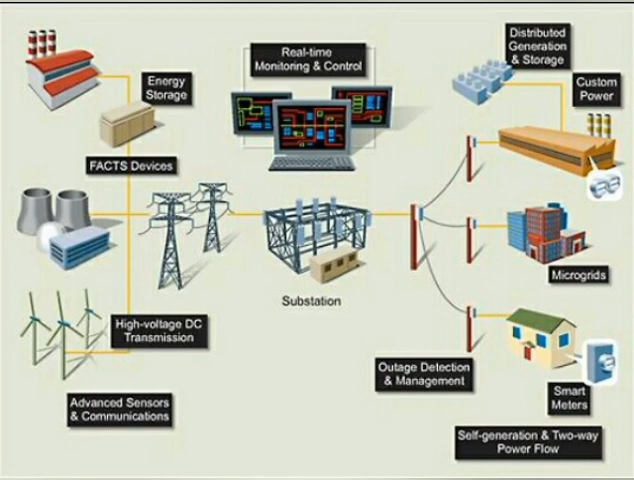 Distributed
Generation
& Storage
Real-time
Monitoring & Control
Energy
Storage
Custom
Power
FACTS Devices
Microgrids
Substation
High-voltage DC
Transmission
Outage Detection
& Management
Smart
Meters
Advanced Sensors
& Communications
Self-generation & Two-way
Power Flow